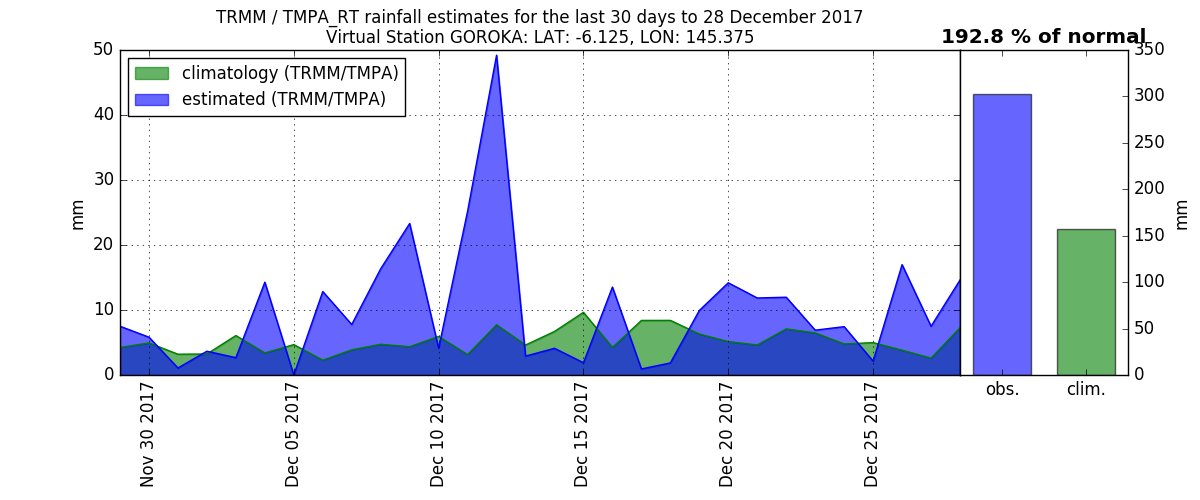 TRMM / TMPA_RT rainfall estimates for the last 30 days to 28 December 2017
Virtual Station GOROKA: LAT: -6.125, LON: 145.375
192.8 % of normal
climatology (TRMM/TMPA)
estimated (TRMM/TMPA)
50
40
30
20
10
0
mm
Nov 30 2017
Dec 05 2017
Dec 10 2017
Dec 15 2017
Dec 20 2017
Dec 25 2017
obs.
clim.
350
300
250
200
150
100
50
0
mm